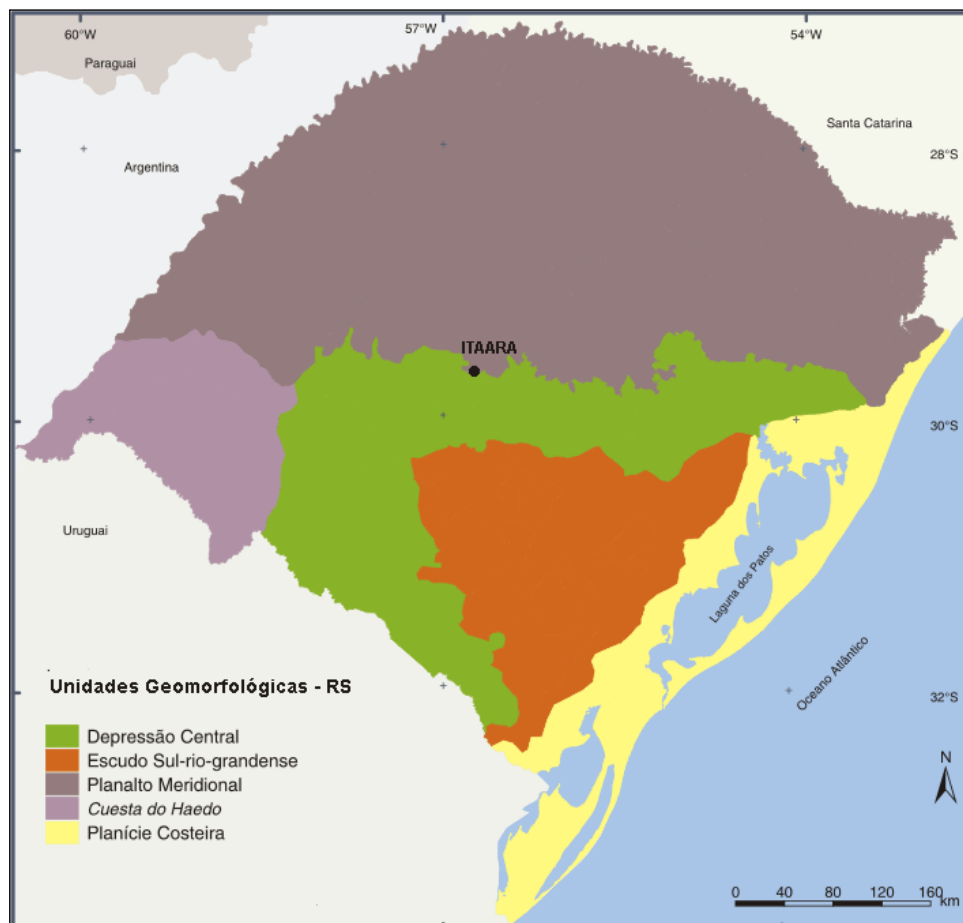 60°W
57°W
54°W
Paraguai
Santa Catarina
28°S
Argentina
ITAARA
30°S
Uruguai
Laguna dos Patos
Oceano Atlântico
Unidades Geomorfológicas - RS
32°S
Depressão Central
Escudo Sul-rio-grandense
Planalto Meridional
Cuesta do Haedo
Planície Costeira
N
0 40 80 120 160 km